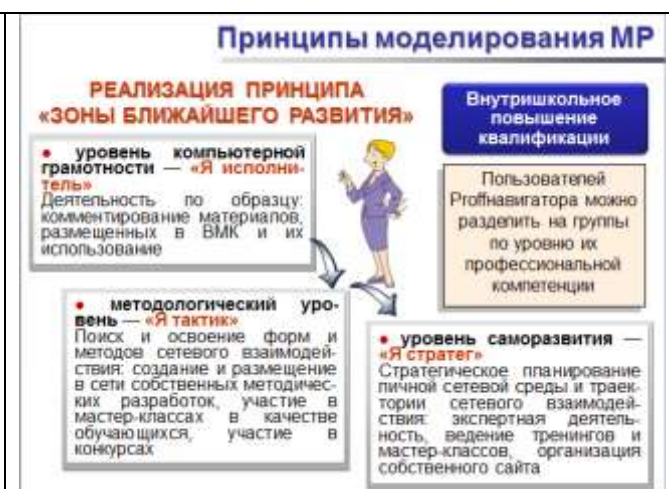 Принципы моделирования МР
РЕАЛИЗАЦИЯ ПРИНЦИПА
«ЗОНЫ БЛИЖАЙШЕГО РАЗВИТИЯ»
• уровень компьютерной
грамотности — «Я исполни-
тель»
Деятельность по образцу:
комментирование материалов,
размещенных в ВМК и их
использование
Внутришкольное
повышение
квалификации
Пользователей
Proffнавигатора можно
разделить на группы
по уровню их
профессиональной
компетенции
• методологический уро-
вень — «Я тактик»
Поиск и освоение форм и
методов сетевого взаимодей-
ствия: создание и размещение
в сети собственных методичес-
ких разработок, участие в
мастер-классах в качестве
обучающихся, участие в
конкурсах
• уровень саморазвития —
«Я стратег»
Стратегическое планирование
личной сетевой среды и траек-
тории сетевого взаимодей-
ствия: экспертная деятель-
ность, ведение тренингов и
мастер-классов, организация
собственного сайта